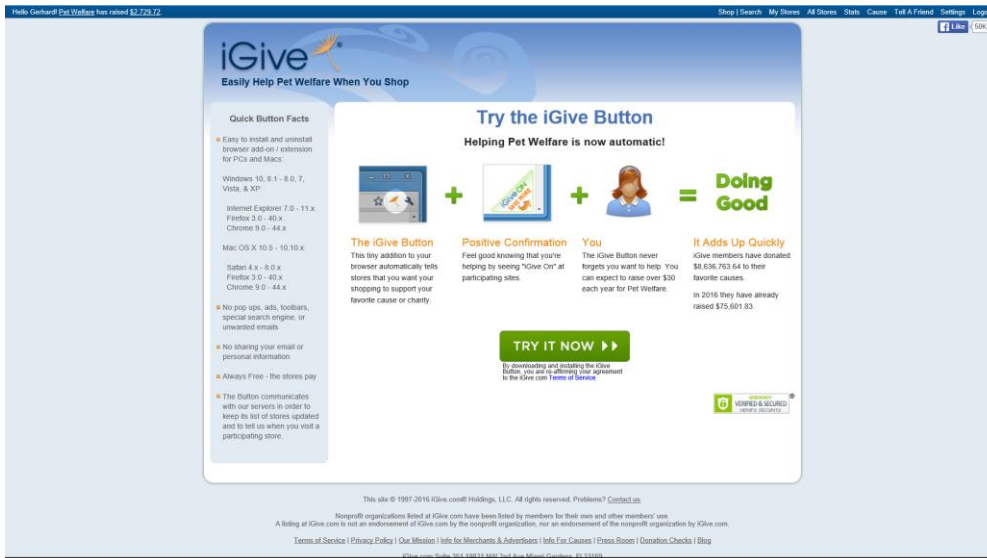 Hello Gerhard! Pet Welfare has raised $2,729.72.
Shop | Search My Stores All Stores Stats Cause Tell A Friend Settings
Like
iGive
Easily Help Pet Welfare When You Shop
Quick Button Facts
Easy to install and uninstall
browser add-on / extension
for PCs and Macs:
Windows 10, 8.1 - 8.0, 7,
Vista, & XP:
Internet Explorer 7.0 - 11.x
Firefox 3.0 - 40.x
Chrome 9.0 - 44.x
Mac OS X 10.5 - 10.10.x:
Safari 4.x - 8.0.x
Firefox 3.0 - 40.x
Chrome 9.0 - 44.x
No pop ups, ads, toolbars,
special search engine, or
unwanted emails
No sharing your email or
personal information
Always Free - the stores pay
The Button communicates
with our servers in order to
keep its list of stores updated
and to tell us when you visit a
participating store.
Try the iGive Button
Helping Pet Welfare is now automatic!
+ iGive ON + = Doing
Good
The iGive Button
This tiny addition to your
browser automatically tells
stores that you want your
shopping to support your
favorite cause or charity.
Positive Confirmation
Feel good knowing that you're
helping by seeing "iGive On" at
participating sites.
You
The iGive Button never
forgets you want to help. You
can expect to raise over $30
each year for Pet Welfare.
It Adds Up Quickly
iGive members have donated
$8,636,763.64 to their
favorite causes.
In 2016 they have already
raised $75,601.83.
TRY IT NOW
By downloading and installing the iGive
Button, you are re-affirming your agreement
to the iGive.com Terms of Service.
VERIFIED & SECURED
VERIFY SECURITY
This site © 1997-2016 iGive.com® Holdings, LLC. All rights reserved. Problems? Contact us.
Nonprofit organizations listed at iGive.com have been listed by members for their own and other members' use.
A listing at iGive.com is not an endorsement of iGive.com by the nonprofit organization, nor an endorsement of the nonprofit organization by iGive.com.
Terms of Service | Privacy Policy | Our Mission | Info for Merchants & Advertisers | Info For Causes | Press Room | Donation Checks | Blog